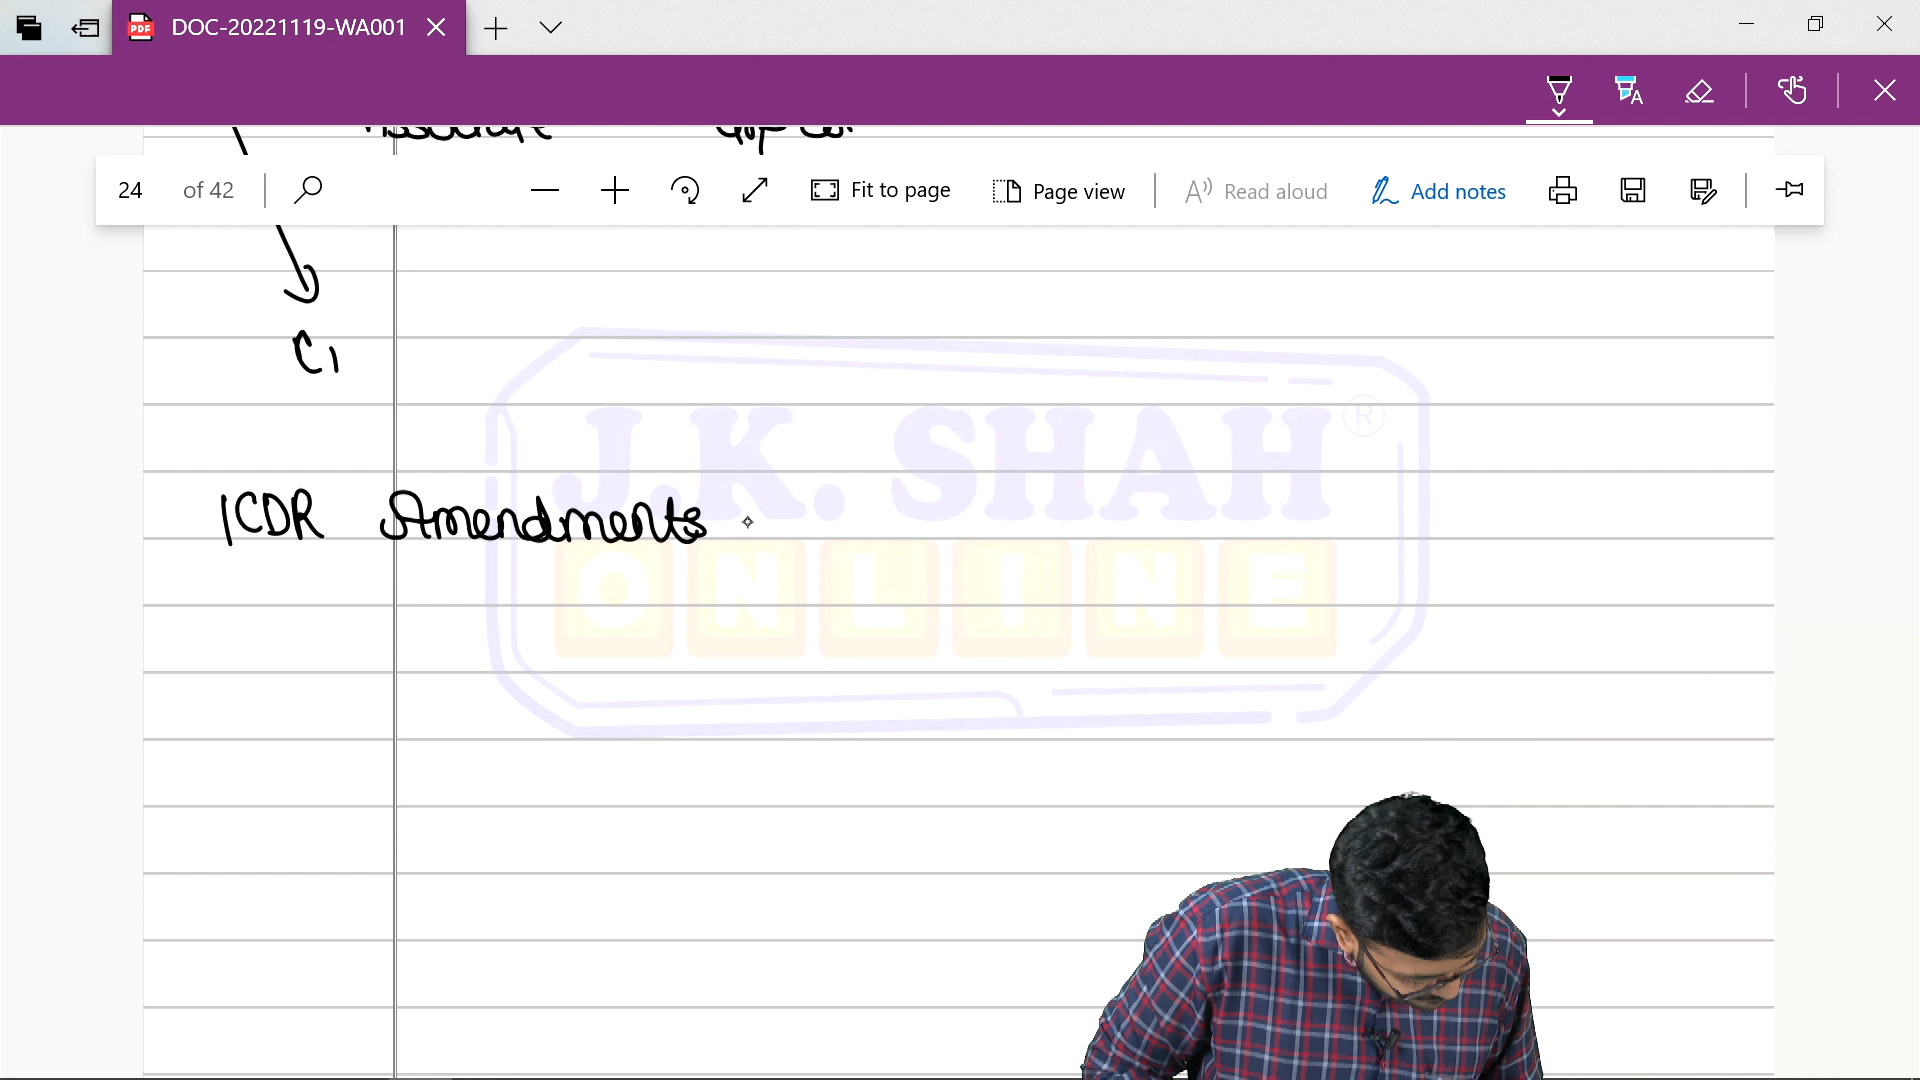 DOC-20221119-WA001
24 of 42 Fit to page Page view Read aloud Add notes
C1
J.K. SHAH ®
ICDR Amendments
ONLINE